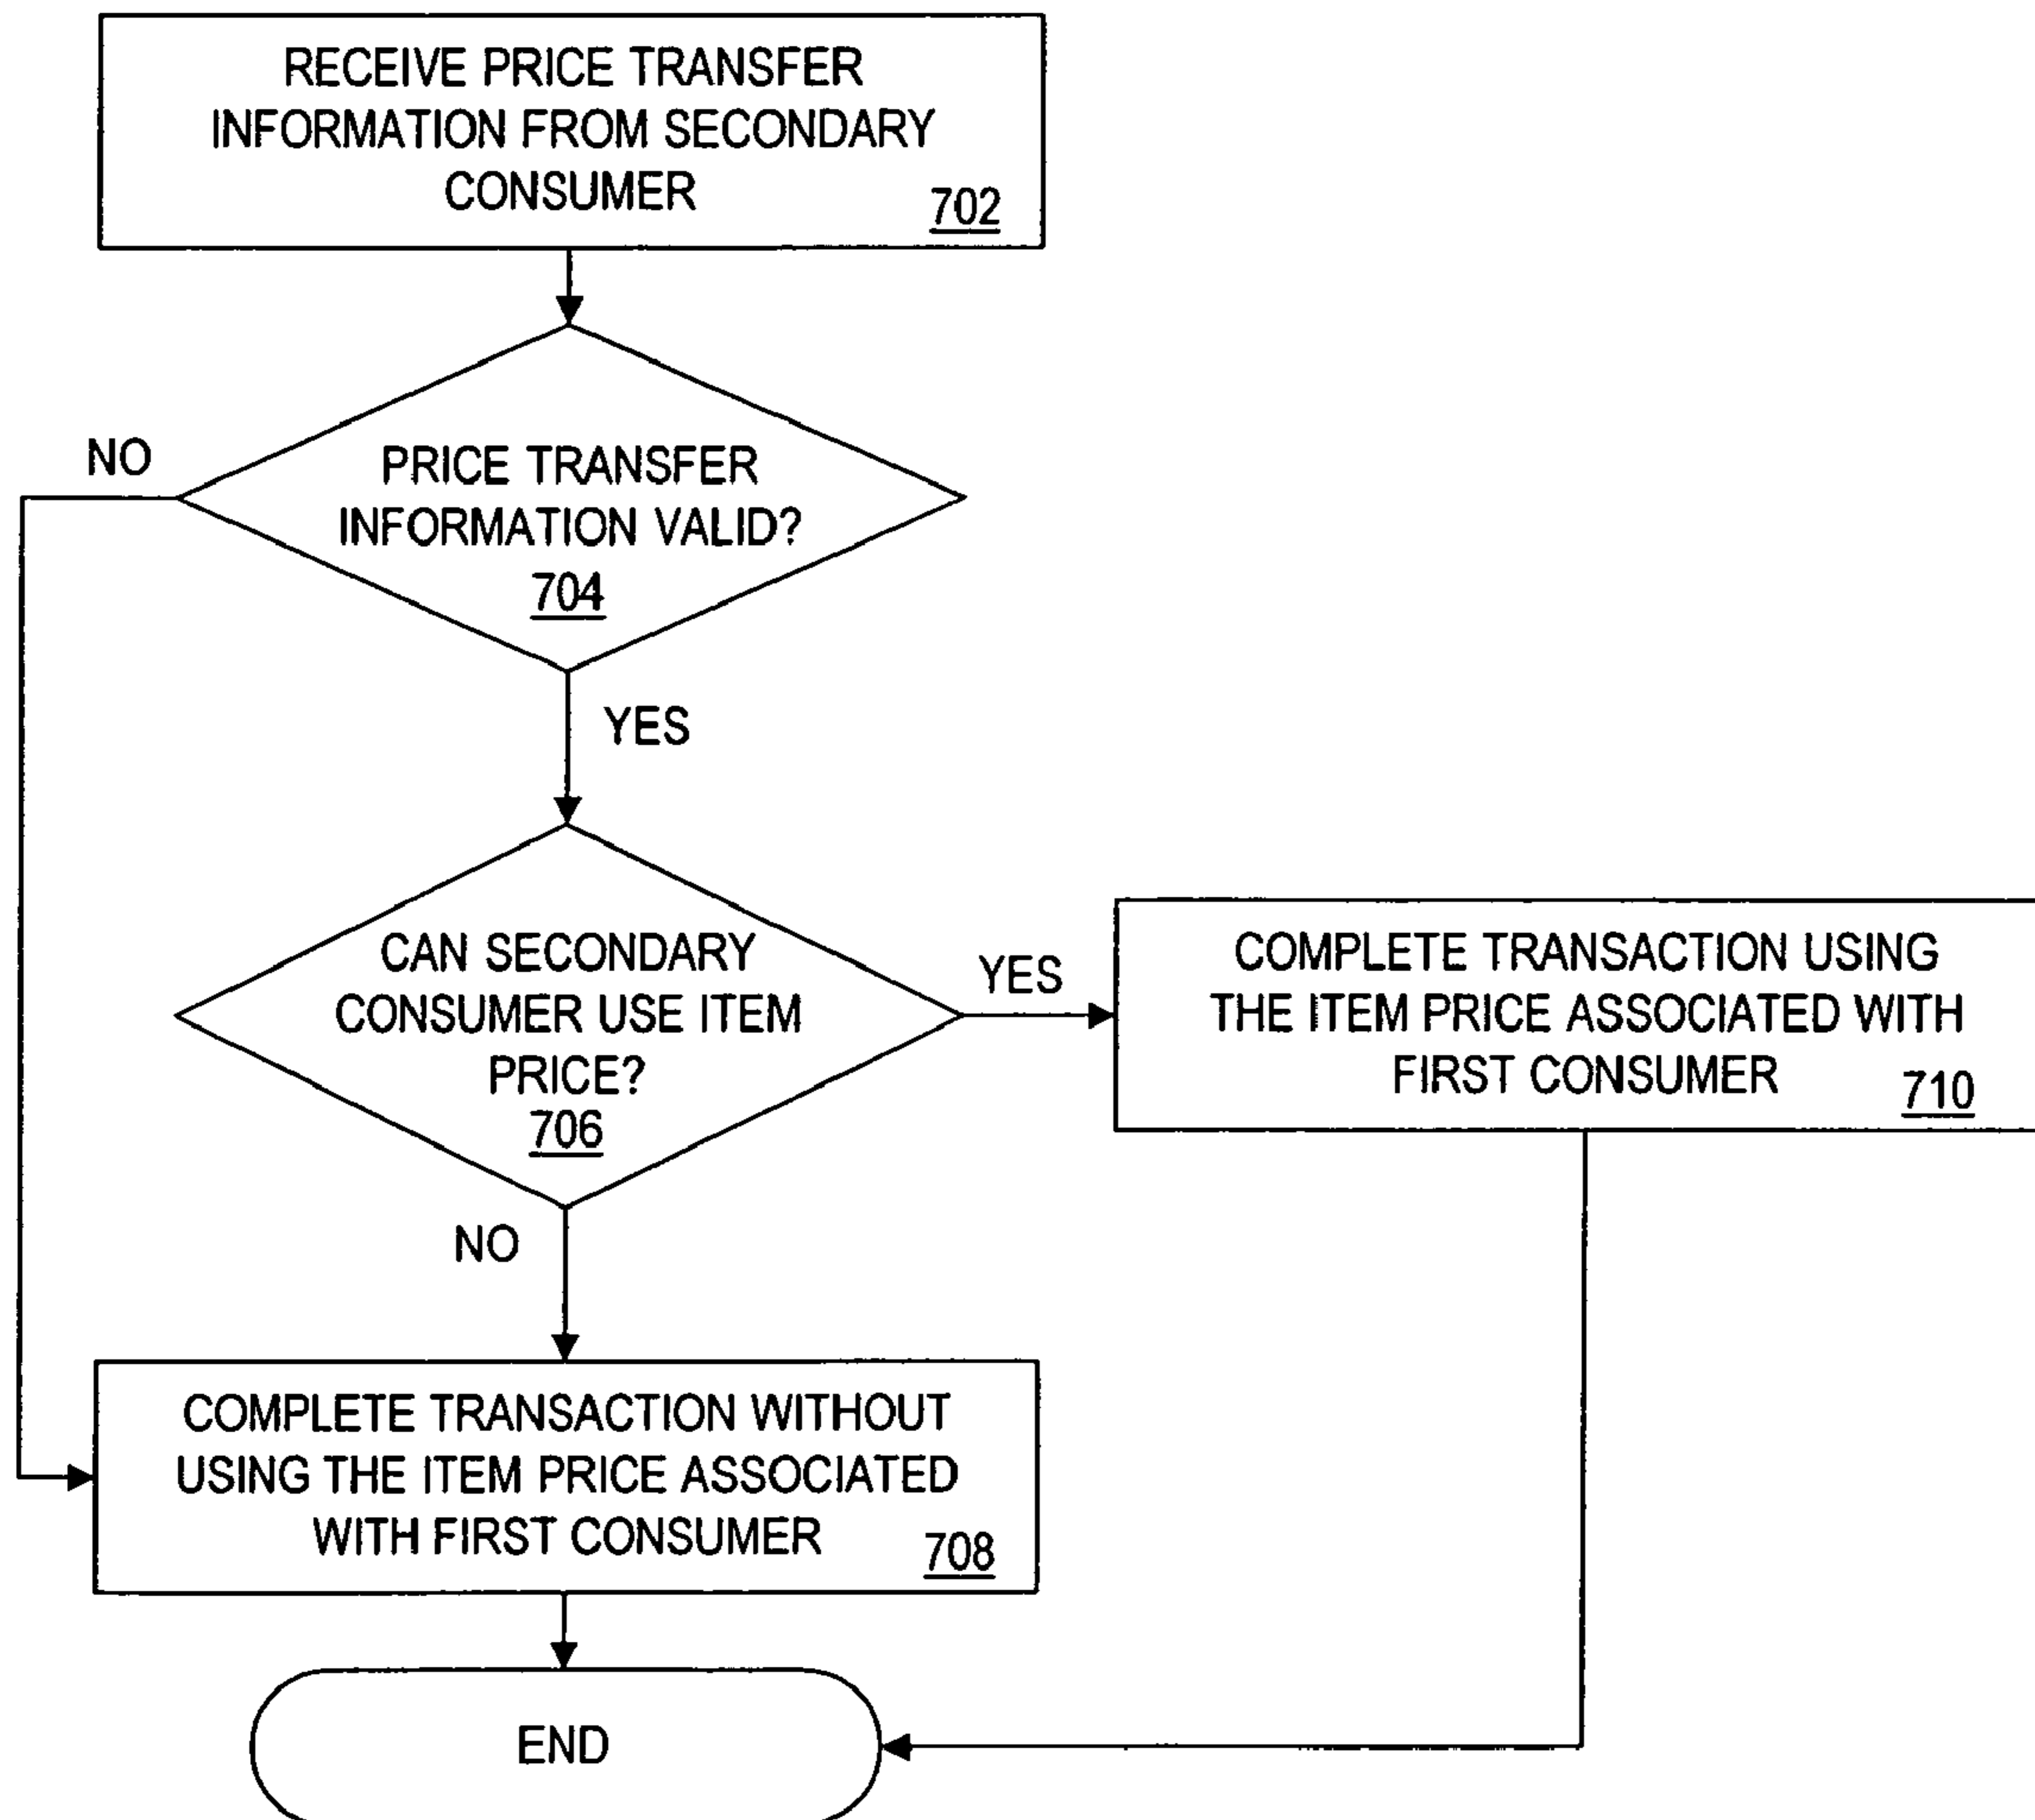 RECEIVE PRICE TRANSFER
INFORMATION FROM SECONDARY
CONSUMER
702
NO
PRICE TRANSFER
INFORMATION VALID?
704
YES
CAN SECONDARY
CONSUMER USE ITEM
PRICE?
706
YES
COMPLETE TRANSACTION USING
THE ITEM PRICE ASSOCIATED WITH
FIRST CONSUMER
710
NO
COMPLETE TRANSACTION WITHOUT
USING THE ITEM PRICE ASSOCIATED
WITH FIRST CONSUMER
708
END